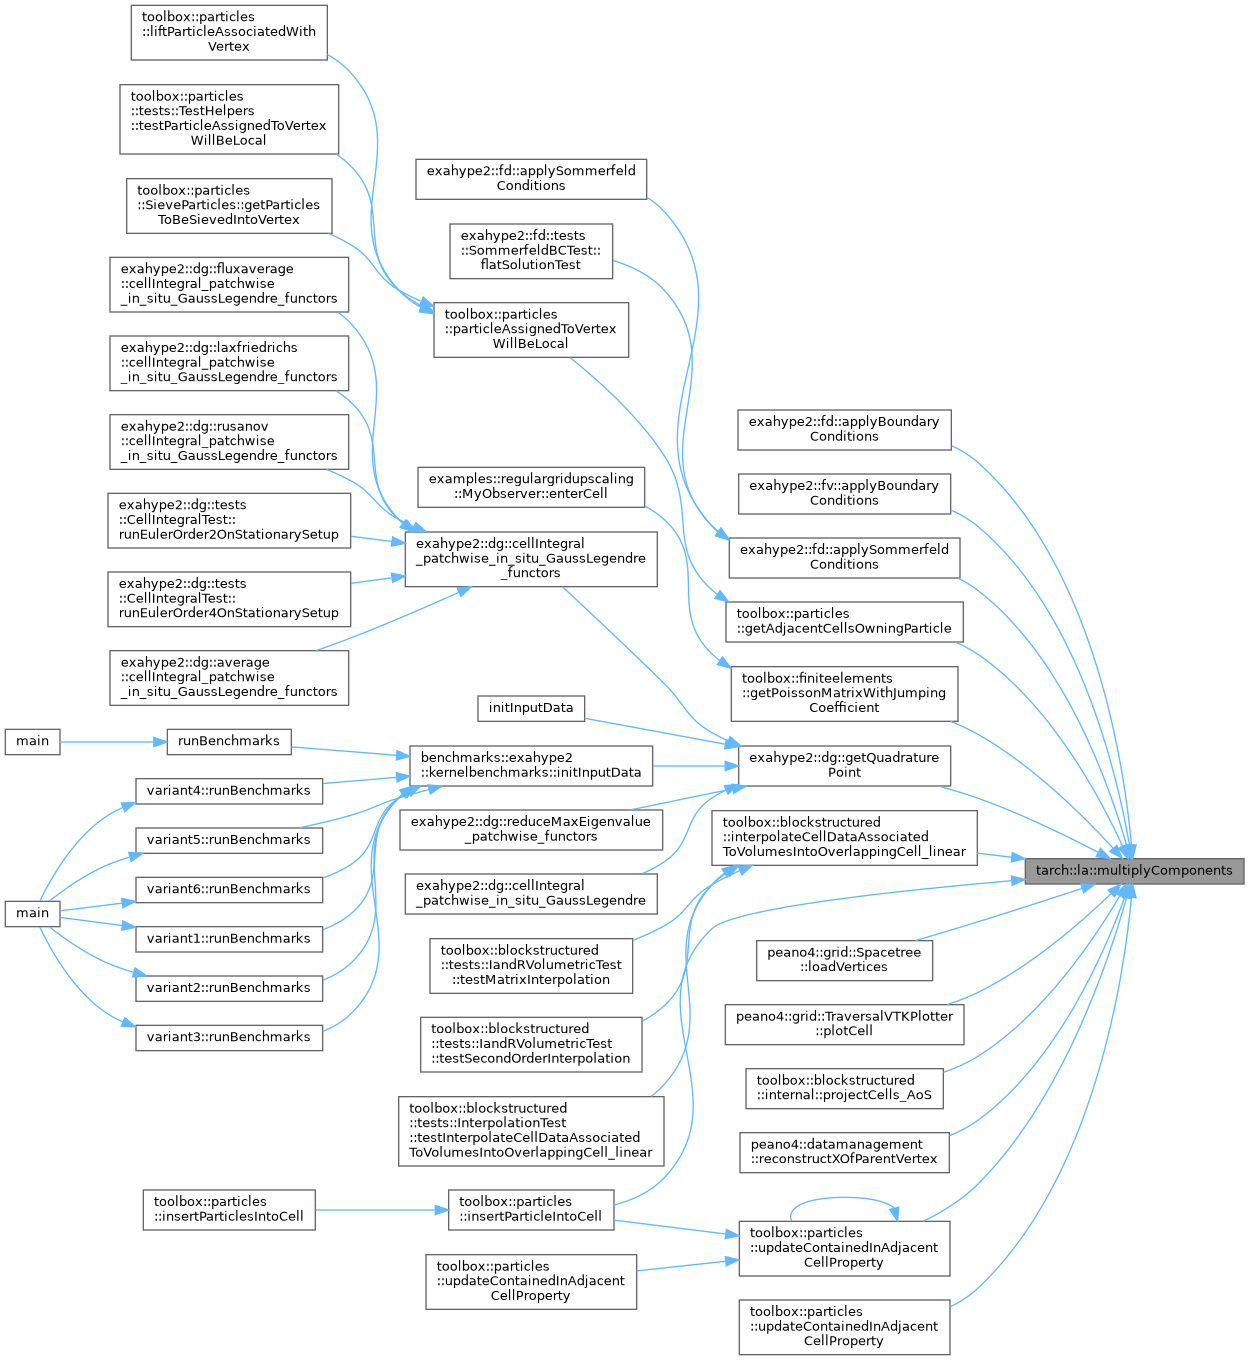 toolbox::particles
::liftParticleAssociatedWith
Vertex
toolbox::particles
::tests::TestHelpers
::testParticleAssignedToVertex
WillBeLocal
toolbox::particles
::SieveParticles::getParticles
ToBeSievedIntoVertex
exahype2::dg::fluxaverage
::cellIntegral_patchwise
_in_situ_GaussLegendre_functors
exahype2::dg::laxfriedrichs
::cellIntegral_patchwise
_in_situ_GaussLegendre_functors
exahype2::dg::rusanov
::cellIntegral_patchwise
_in_situ_GaussLegendre_functors
exahype2::dg::tests
::CellIntegralTest::
runEulerOrder2OnStationarySetup
exahype2::dg::tests
::CellIntegralTest::
runEulerOrder4OnStationarySetup
exahype2::dg::average
::cellIntegral_patchwise
_in_situ_GaussLegendre_functors
main
runBenchmarks
variant4::runBenchmarks
variant5::runBenchmarks
variant6::runBenchmarks
main
variant1::runBenchmarks
variant2::runBenchmarks
variant3::runBenchmarks
toolbox::particles
::insertParticlesIntoCell
exahype2::fd::applySommerfeld
Conditions
exahype2::fd::tests
::SommerfeldBCTest::
flatSolutionTest
toolbox::particles
::particleAssignedToVertex
WillBeLocal
examples::regulargridupscaling
::MyObserver::enterCell
exahype2::dg::cellIntegral
_patchwise_in_situ_GaussLegendre
_functors
initInputData
benchmarks::exahype2
::kernelbenchmarks::initInputData
exahype2::dg::reduceMaxEigenvalue
_patchwise_functors
exahype2::dg::cellIntegral
_patchwise_in_situ_GaussLegendre
toolbox::blockstructured
::tests::IandRVolumetricTest
::testMatrixInterpolation
toolbox::blockstructured
::tests::IandRVolumetricTest
::testSecondOrderInterpolation
toolbox::blockstructured
::tests::InterpolationTest
::testInterpolateCellDataAssociated
ToVolumesIntoOverlappingCell_linear
toolbox::particles
::insertParticleIntoCell
toolbox::particles
::updateContainedInAdjacent
CellProperty
exahype2::fd::applyBoundary
Conditions
exahype2::fv::applyBoundary
Conditions
exahype2::fd::applySommerfeld
Conditions
toolbox::particles
::getAdjacentCellsOwningParticle
toolbox::finiteelements
::getPoissonMatrixWithJumping
Coefficient
exahype2::dg::getQuadrature
Point
toolbox::blockstructured
::interpolateCellDataAssociated
ToVolumesIntoOverlappingCell_linear
peano4::grid::Spacetree
::loadVertices
peano4::grid::TraversalVTKPlotter
::plotCell
toolbox::blockstructured
::internal::projectCells_AoS
peano4::datamanagement
::reconstructXOfParentVertex
toolbox::particles
::updateContainedInAdjacent
CellProperty
toolbox::particles
::updateContainedInAdjacent
CellProperty
tarch::la::multiplyComponents